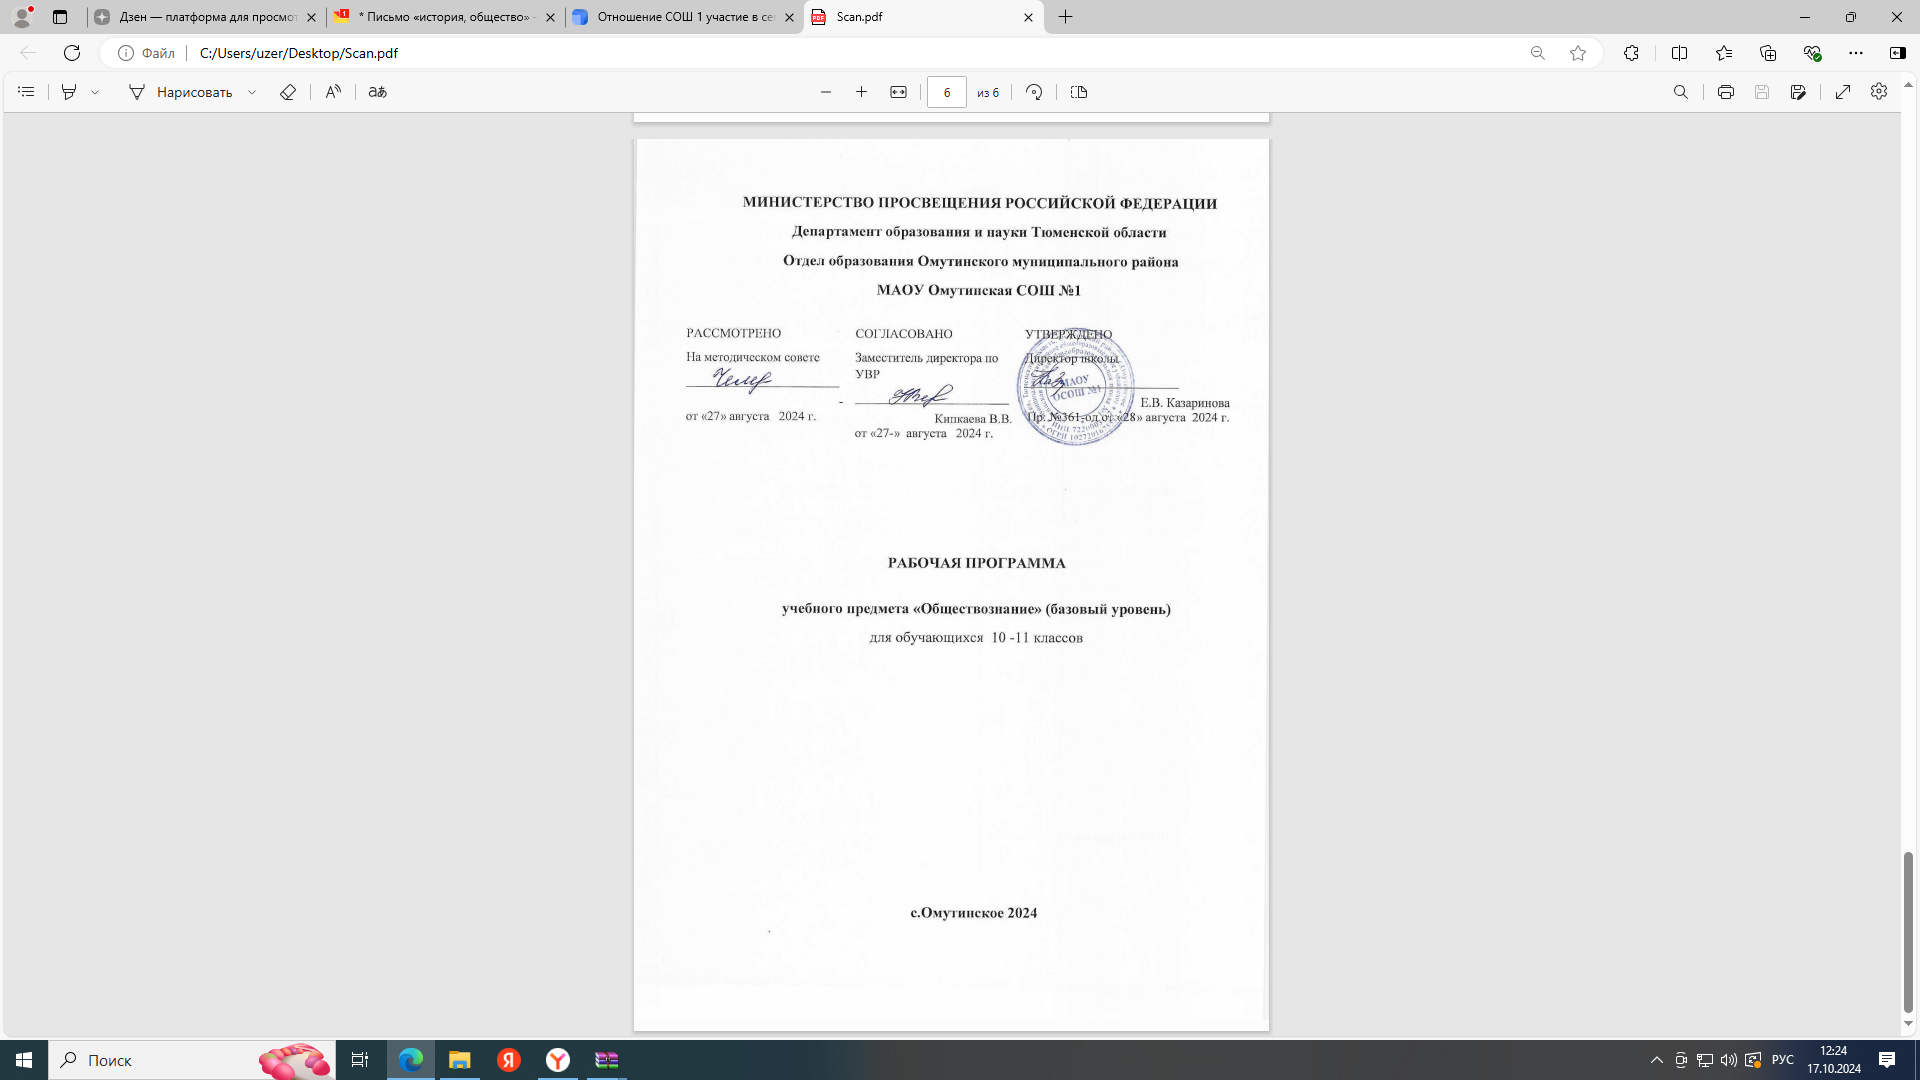 Дзен — платформа для просмот
* Письмо «история, общество» -
Отношение СОШ 1 участие в се
Scan.pdf
Файл
C:/Users/uzer/Desktop/Scan.pdf
Нарисовать
6 из 6
МИНИСТЕРСТВО ПРОСВЕЩЕНИЯ РОССИЙСКОЙ ФЕДЕРАЦИИ
Департамент образования и науки Тюменской области
Отдел образования Омутинского муниципального района
МАОУ Омутинская СОШ №1
РАССМОТРЕНО
На методическом совете
от «27» августа 2024 г.
-
СОГЛАСОВАНО
Заместитель директора по
УВР
Кипкаева В.В.
от «27-» августа 2024 г.
УТВЕРЖДЕНО
Директор школы
МАОУ
ОСОШ №1
Е.В. Казаринова
Пр. №361-од от «28» августа 2024 г.
РАБОЧАЯ ПРОГРАММА
учебного предмета «Обществознание» (базовый уровень)
для обучающихся 10 -11 классов
с.Омутинское 2024
Поиск
РУС
12:24
17.10.2024